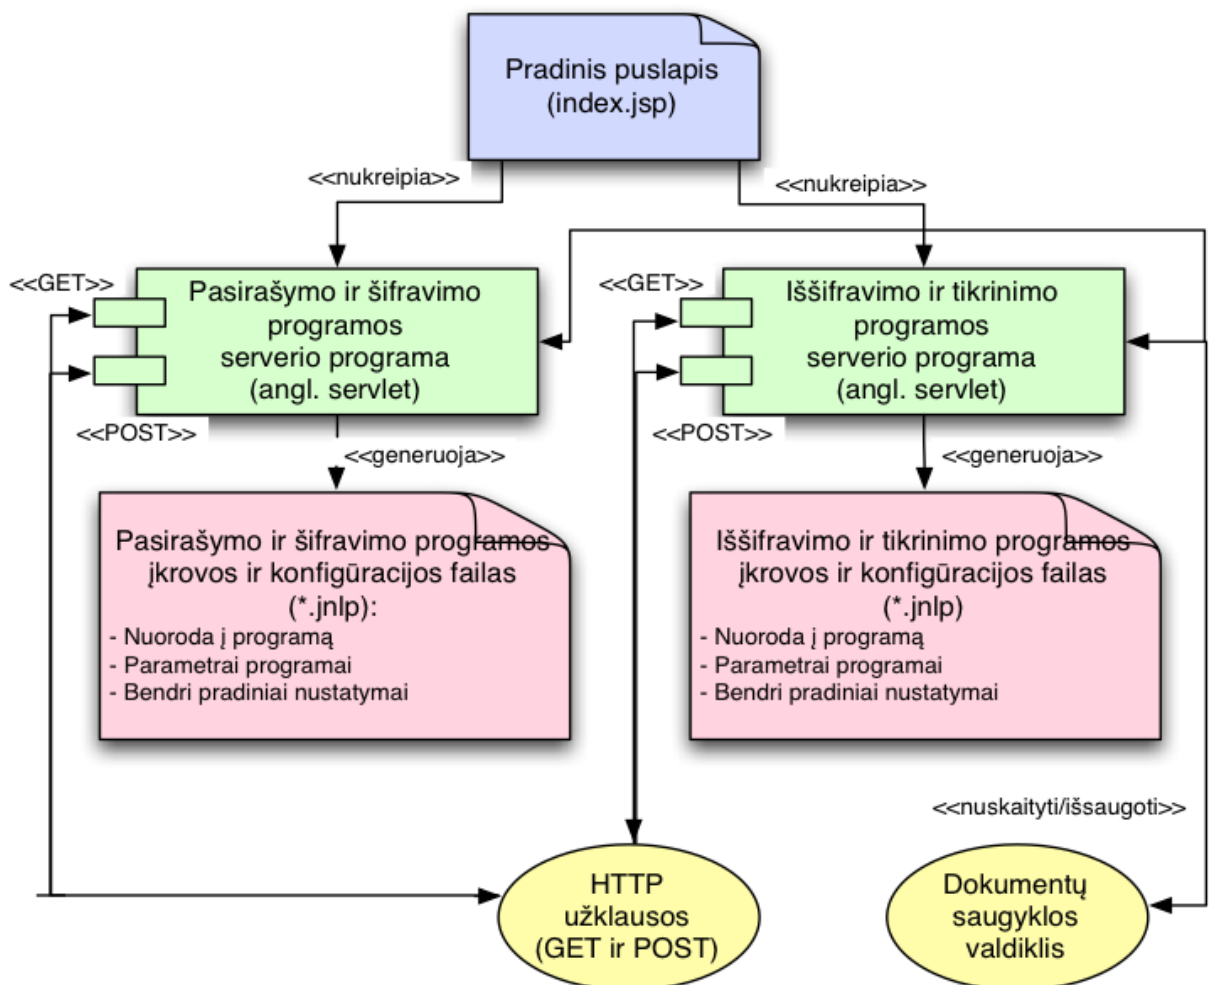 Pradinis puslapis
(index.jsp)
<<nukreipia>>
<<nukreipia>>
<<GET>>
Pasirašymo ir šifravimo
programos
serverio programa
(angl. servlet)
<<POST>>
<<GET>>
Iššifravimo ir tikrinimo
programos
serverio programa
(angl. servlet)
<<POST>>
<<generuoja>>
<<generuoja>>
Pasirašymo ir šifravimo programos
įkrovos ir konfigūracijos failas
(*.jnlp):
- Nuoroda į programą
- Parametrai programai
- Bendri pradiniai nustatymai
Iššifravimo ir tikrinimo programos
įkrovos ir konfigūracijos failas
(*.jnlp)
- Nuoroda į programą
- Parametrai programai
- Bendri pradiniai nustatymai
<<nuskaityti/išsaugoti>>
HTTP
užklausos
(GET ir POST)
Dokumentų
saugyklos
valdiklis